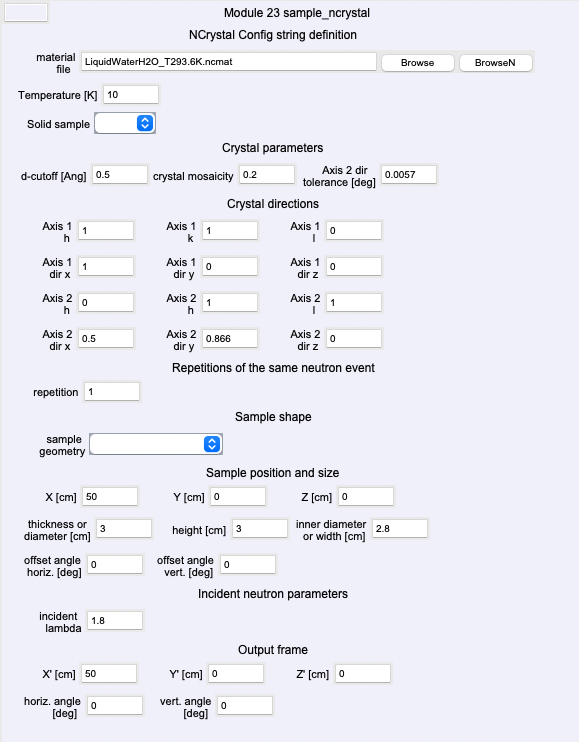 Module 23 sample_ncrystal
NCrystal Config string definition
material file LiquidWaterH2O_T293.6K.ncmat Browse BrowseN
Temperature [K] 10
Solid sample
Crystal parameters
d-cutoff [Ang] 0.5 crystal mosaicity 0.2 Axis 2 dir tolerance [deg] 0.0057
Crystal directions
Axis 1 h 1 Axis 1 k 1 Axis 1 l 0
Axis 1 dir x 1 Axis 1 dir y 0 Axis 1 dir z 0
Axis 2 h 0 Axis 2 h 1 Axis 2 l 1
Axis 2 dir x 0.5 Axis 2 dir y 0.866 Axis 2 dir z 0
Repetitions of the same neutron event
repetition 1
Sample shape
sample geometry
Sample position and size
X [cm] 50 Y [cm] 0 Z [cm] 0
thickness or diameter [cm] 3 height [cm] 3 inner diameter or width [cm] 2.8
offset angle horiz. [deg] 0 offset angle vert. [deg] 0
Incident neutron parameters
incident lambda 1.8
Output frame
X' [cm] 50 Y' [cm] 0 Z' [cm] 0
horiz. angle [deg] 0 vert. angle [deg] 0